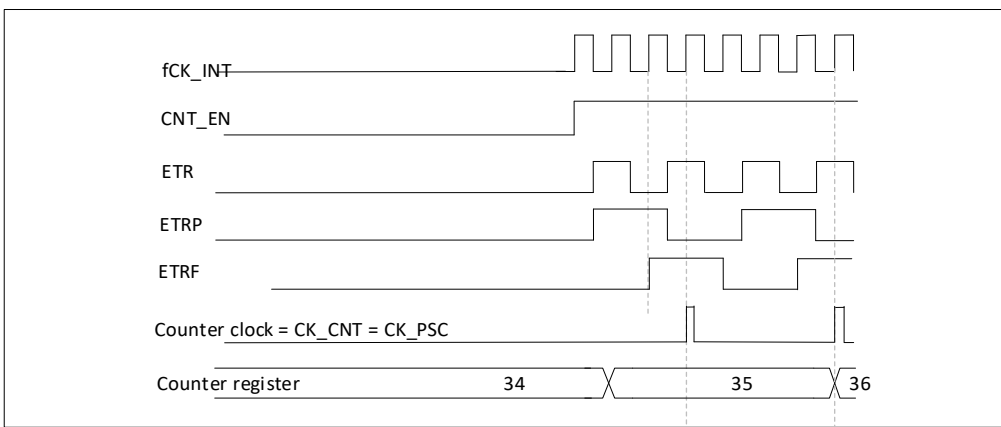 fCK_INT
CNT_EN
ETR
ETRP
ETRF
Counter clock = CK_CNT = CK_PSC
Counter register 34 35 36